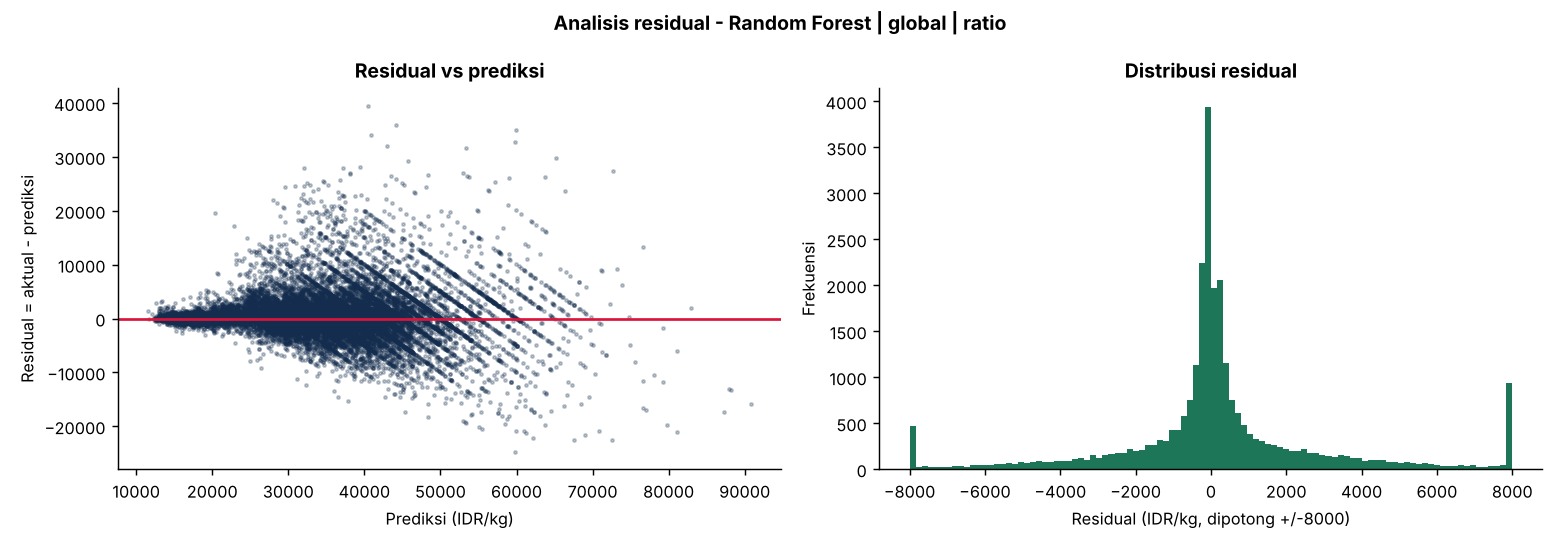 Analisis residual - Random Forest | global | ratio
Residual vs prediksi
Residual = aktual - prediksi
40000
30000
20000
10000
0
−10000
−20000
10000 20000 30000 40000 50000 60000 70000 80000 90000
Prediksi (IDR/kg)
Distribusi residual
Frekuensi
4000
3500
3000
2500
2000
1500
1000
500
0
−8000 −6000 −4000 −2000 0 2000 4000 6000 8000
Residual (IDR/kg, dipotong +/-8000)